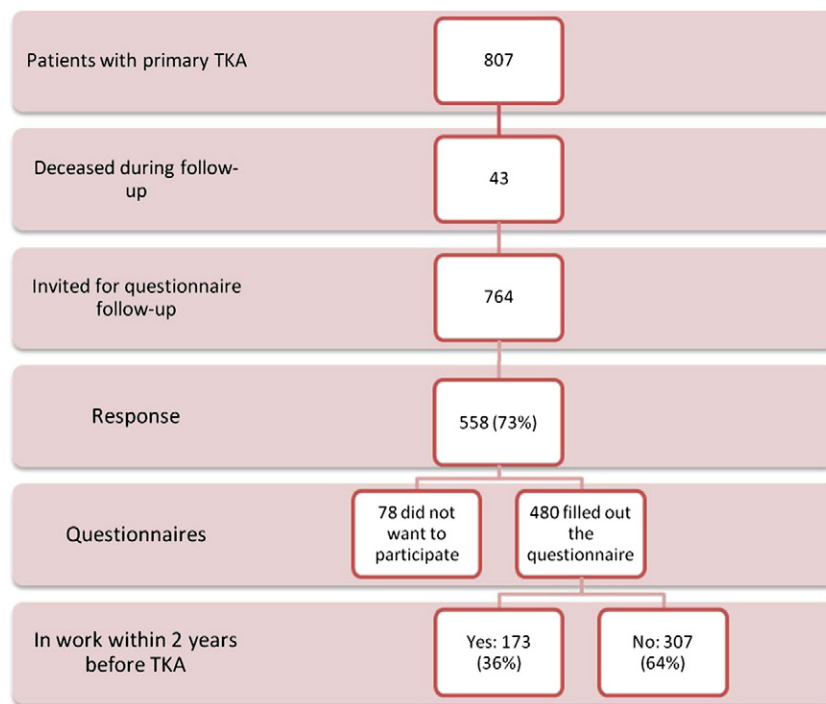 Patients with primary TKA
807
Deceased during follow-
up
43
Invited for questionnaire
follow-up
764
Response
558 (73%)
Questionnaires
78 did not
want to
participate
480 filled out
the
questionnaire
In work within 2 years
before TKA
Yes: 173
(36%)
No: 307
(64%)